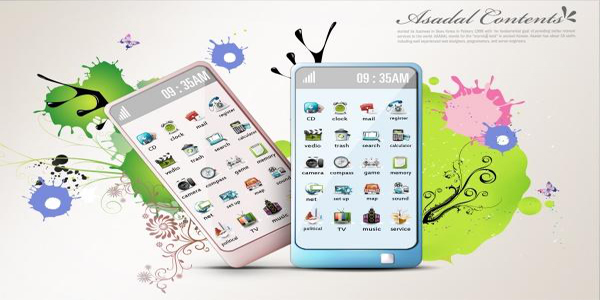 Asadal Contents
09 : 35AM
CD clock mail register
vedio trash search calculator
camera compass game memory
net set up map sound
political TV music
09 : 35AM
CD clock mail register
vedio trash search calculator
camera compass game memory
net set up map sound
political TV music service